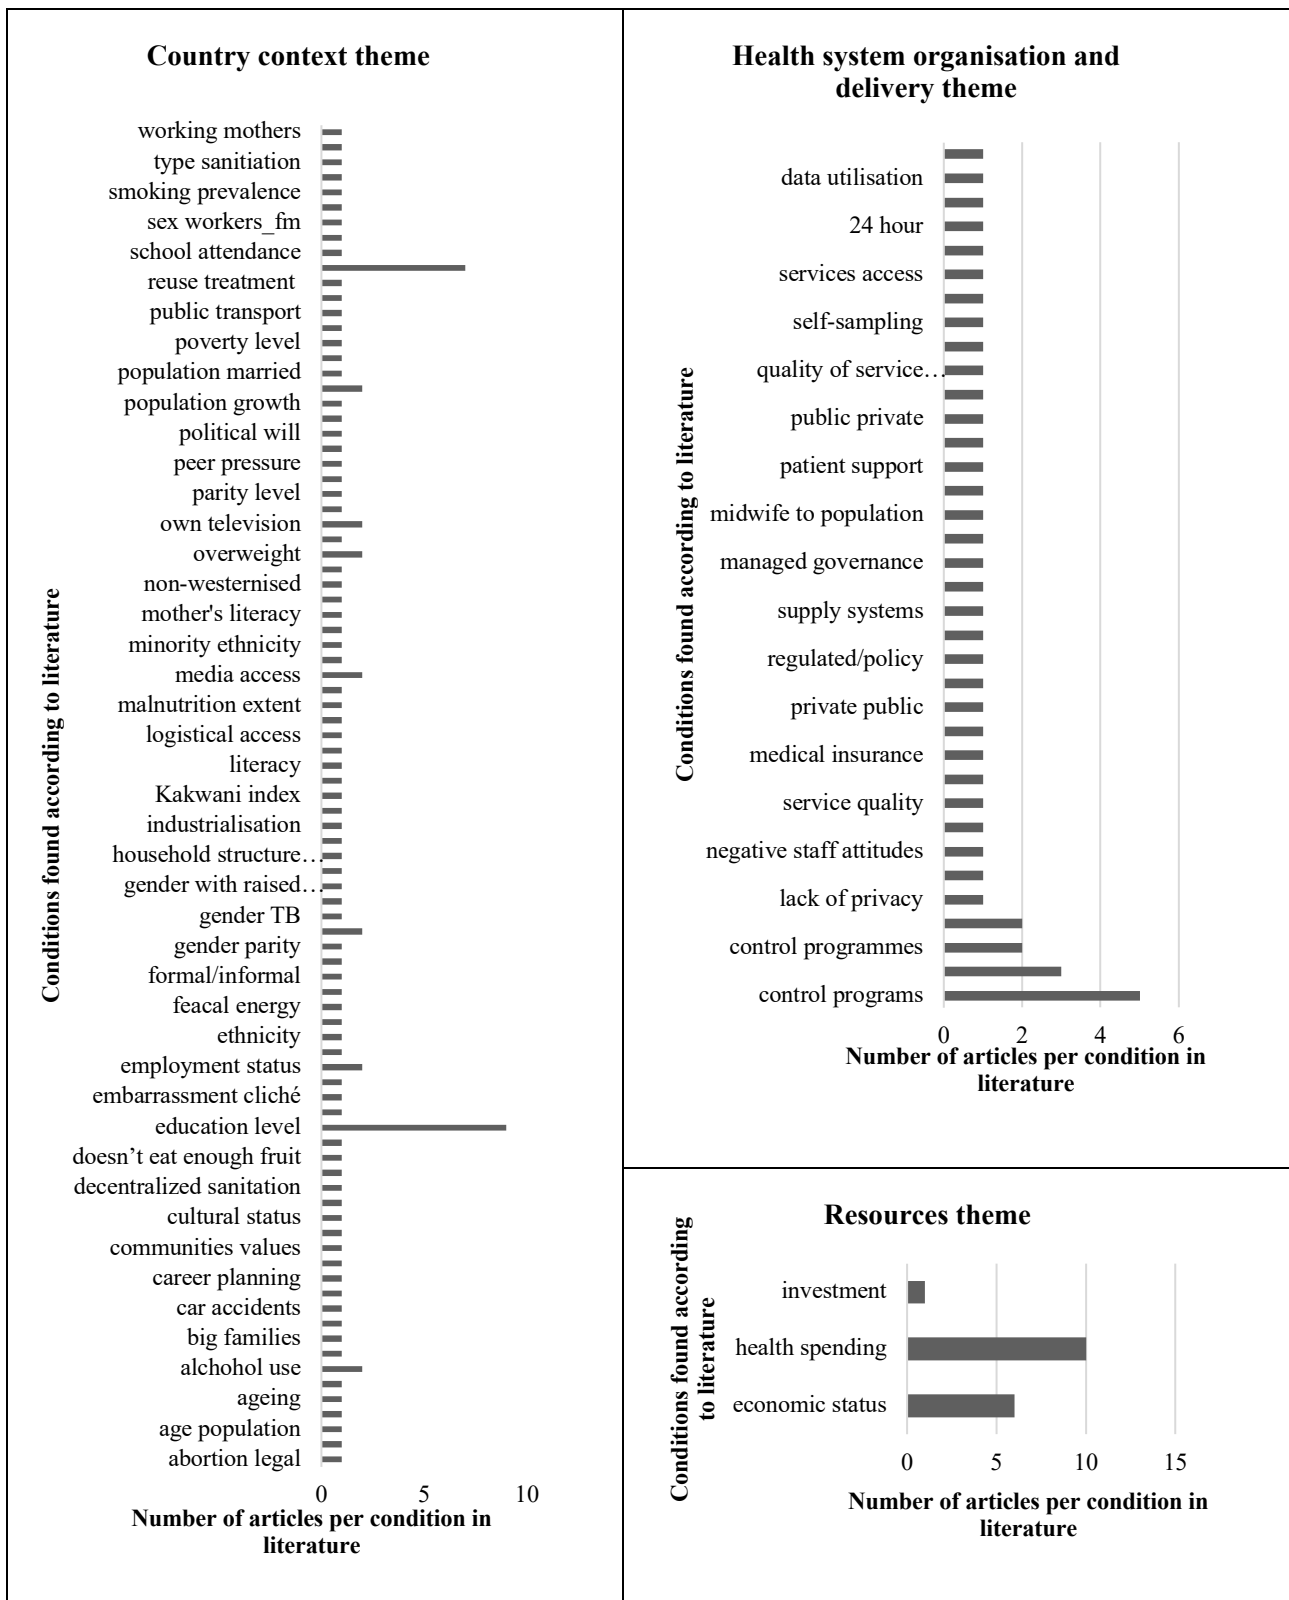 Country context theme
working mothers
type sanitiation
smoking prevalence
sex workers_fm
school attendance
reuse treatment
public transport
poverty level
population married
population growth
political will
peer pressure
parity level
own television
overweight
non-westernised
mother's literacy
minority ethnicity
media access
malnutrition extent
logistical access
literacy
Kakwani index
industrialisation
household structure…
gender with raised…
gender TB
gender parity
formal/informal
feacal energy
ethnicity
employment status
embarrassment cliché
education level
doesn’t eat enough fruit
decentralized sanitation
cultural status
communities values
career planning
car accidents
big families
alchohol use
ageing
age population
abortion legal
Conditions found according to literature
0 5 10
Number of articles per condition in
literature
Health system organisation and
delivery theme
data utilisation
24 hour
services access
self-sampling
quality of service…
public private
patient support
midwife to population
managed governance
supply systems
regulated/policy
private public
medical insurance
service quality
negative staff attitudes
lack of privacy
control programmes
control programs
Conditions found according to literature
0 2 4 6
Number of articles per condition in
literature
Resources theme
investment
health spending
economic status
Conditions found according
to literature
0 5 10 15
Number of articles per condition in
literature